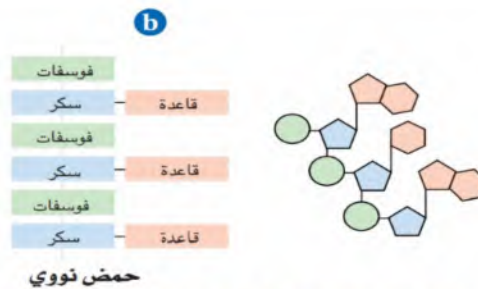 b
فوسفات
سكر - قاعدة
فوسفات
سكر - قاعدة
فوسفات
سكر - قاعدة
حمض نووي